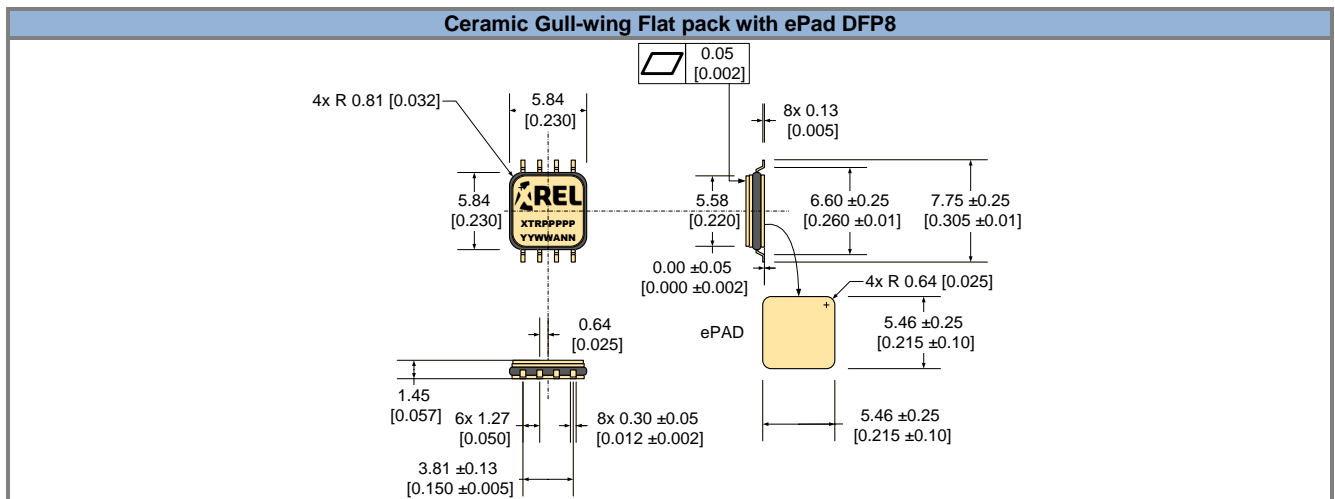 Ceramic Gull-wing Flat pack with ePad DFP8
0.05
[0.002]
4x R 0.81 [0.032]
5.84
[0.230]
8x 0.13
[0.005]
5.84
[0.230]
XREL
XTRPPPPP
YYWWANN
5.58
[0.220]
6.60 ±0.25
[0.260 ±0.01]
7.75 ±0.25
[0.305 ±0.01]
0.00 ±0.05
[0.000 ±0.002]
4x R 0.64 [0.025]
ePAD
+
5.46 ±0.25
[0.215 ±0.10]
0.64
[0.025]
1.45
[0.057]
6x 1.27
[0.050]
8x 0.30 ±0.05
[0.012 ±0.002]
5.46 ±0.25
[0.215 ±0.10]
3.81 ±0.13
[0.150 ±0.005]